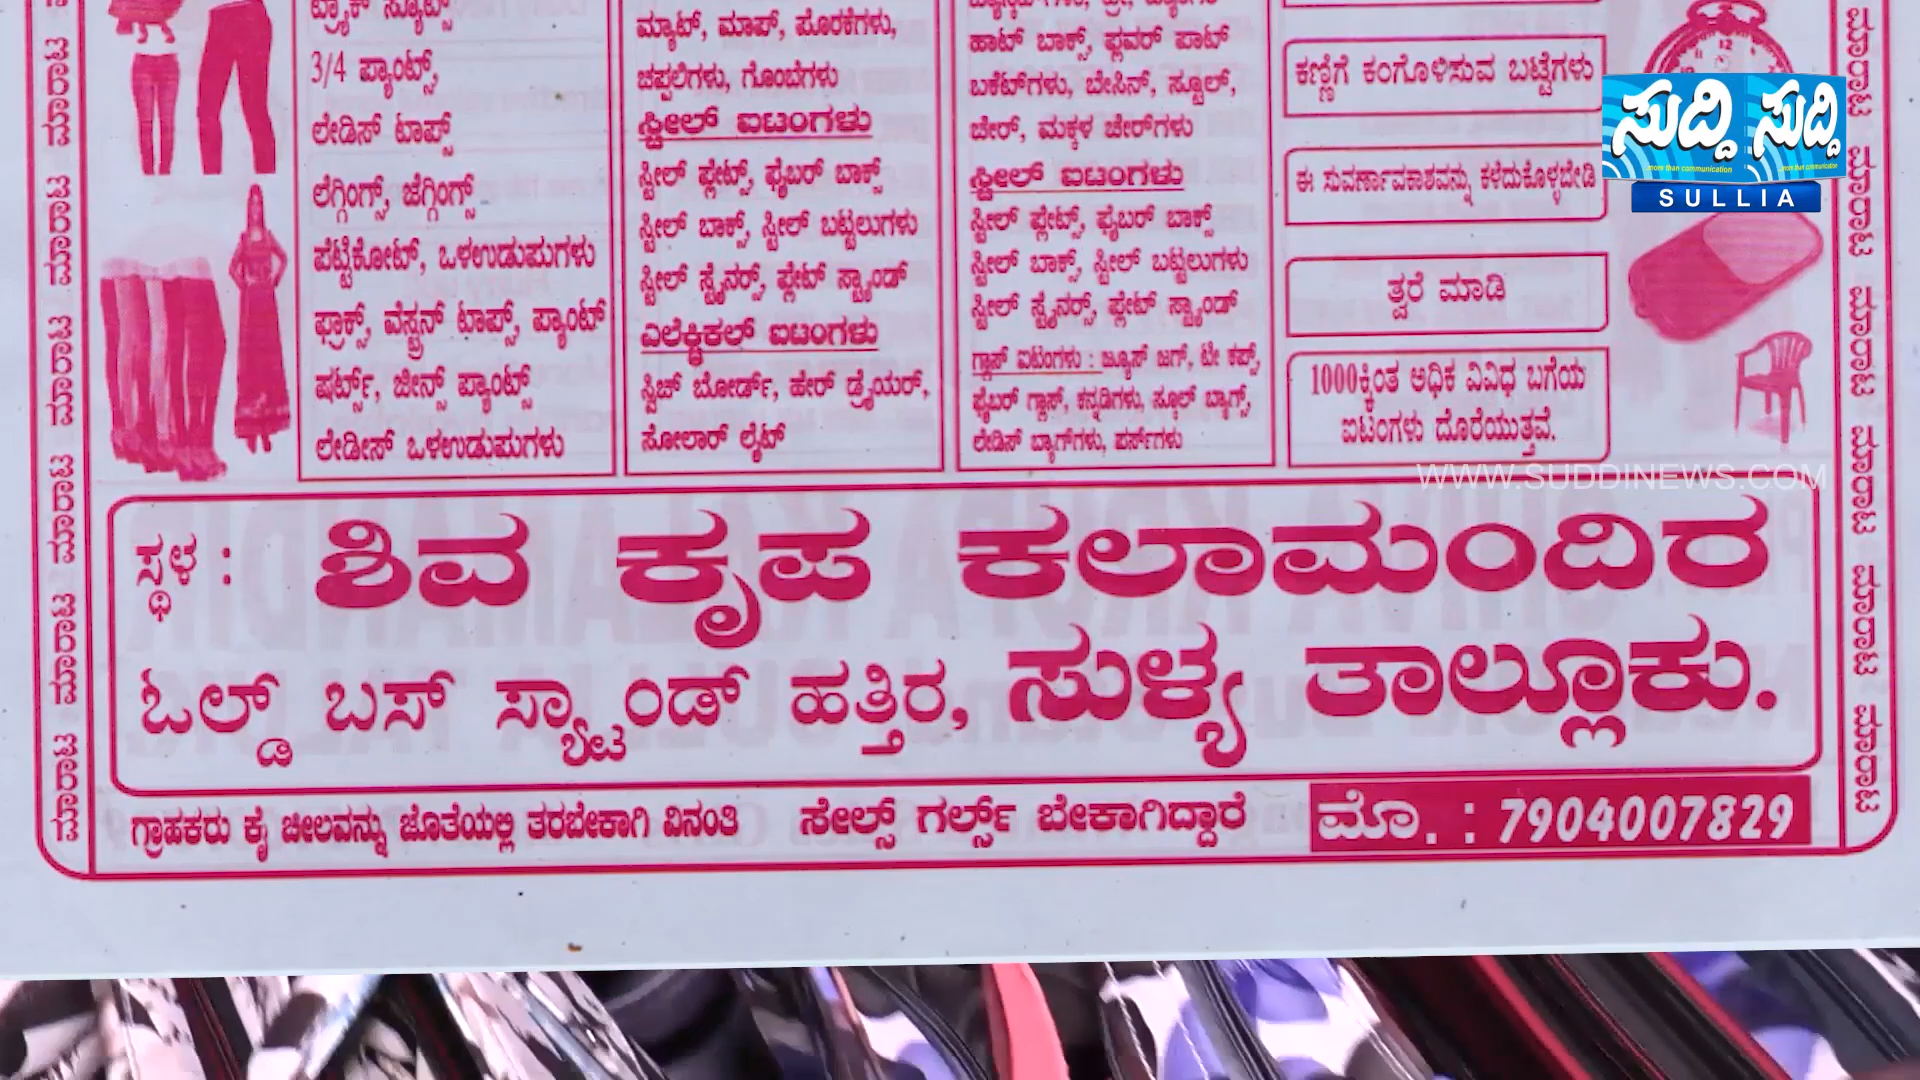 ಟ್ರ್ಯಾಕ್ ಸ್ಯೂಟ್ಸ್
3/4 ಪ್ಯಾಂಟ್ಸ್,
ಲೇಡಿಸ್ ಟಾಪ್ಸ್
ಲೆಗ್ಗಿಂಗ್ಸ್, ಜೆಗ್ಗಿಂಗ್ಸ್
ಪೆಟ್ಟಿಕೋಟ್, ಒಳಉಡುಪುಗಳು
ಫ್ರಾಕ್ಸ್, ವೆಸ್ಟನ್ ಟಾಪ್ಸ್, ಪ್ಯಾಂಟ್
ಷರ್ಟ್ಸ್, ಜೀನ್ಸ್ ಪ್ಯಾಂಟ್ಸ್
ಲೇಡೀಸ್ ಒಳಉಡುಪುಗಳು
ಮ್ಯಾಟ್, ಮಾಪ್, ಪೊರಕೆಗಳು,
ಚಪ್ಪಲಿಗಳು, ಗೊಂಬೆಗಳು
ಸ್ಟೀಲ್ ಐಟಂಗಳು
ಸ್ಟೀಲ್ ಪ್ಲೇಟ್ಸ್, ಫೈಬರ್ ಬಾಕ್ಸ್
ಸ್ಟೀಲ್ ಬಾಕ್ಸ್, ಸ್ಟೀಲ್ ಬಟ್ಟಲುಗಳು
ಸ್ಟೀಲ್ ಸ್ಟೈನರ್ಸ್, ಪ್ಲೇಟ್ ಸ್ಟ್ಯಾಂಡ್
ಎಲೆಕ್ಟ್ರಿಕಲ್ ಐಟಂಗಳು
ಸ್ವಿಚ್ ಬೋರ್ಡ್, ಹೇರ್ ಡ್ರೈಯರ್,
ಸೋಲಾರ್ ಲೈಟ್
ಹಾಟ್ ಬಾಕ್ಸ್, ಫ್ಲವರ್ ಪಾಟ್
ಬಕೆಟ್‌ಗಳು, ಬೇಸಿನ್, ಸ್ಟೂಲ್,
ಚೇರ್, ಮಕ್ಕಳ ಚೇರ್‌ಗಳು
ಸ್ಟೀಲ್ ಐಟಂಗಳು
ಸ್ಟೀಲ್ ಪ್ಲೇಟ್ಸ್, ಫೈಬರ್ ಬಾಕ್ಸ್
ಸ್ಟೀಲ್ ಬಾಕ್ಸ್, ಸ್ಟೀಲ್ ಬಟ್ಟಲುಗಳು
ಸ್ಟೀಲ್ ಸ್ಟೈನರ್ಸ್, ಪ್ಲೇಟ್ ಸ್ಟ್ಯಾಂಡ್
ಗ್ಲಾಸ್ ಐಟಂಗಳು : ಜ್ಯೂಸ್ ಜಗ್, ಟೀ ಕಪ್ಸ್,
ಫೈಬರ್ ಗ್ಲಾಸ್, ಕನ್ನಡಿಗಳು, ಸ್ಕೂಲ್ ಬ್ಯಾಗ್ಸ್,
ಲೇಡಿಸ್ ಬ್ಯಾಗ್‌ಗಳು, ಪರ್ಸ್‌ಗಳು
ಕಣ್ಣಿಗೆ ಕಂಗೊಳಿಸುವ ಬಟ್ಟೆಗಳು
ಈ ಸುವರ್ಣಾವಕಾಶವನ್ನು ಕಳೆದುಕೊಳ್ಳಬೇಡಿ
ತ್ವರೆ ಮಾಡಿ
1000ಕ್ಕಿಂತ ಅಧಿಕ ವಿವಿಧ ಬಗೆಯ
ಐಟಂಗಳು ದೊರೆಯುತ್ತವೆ.
ಸುದ್ದಿ ಸುದ್ದಿ
more than communication
SULLIA
WWW.SUDDINEWS.COM
ಸ್ಥಳ : ಶಿವ ಕೃಪ ಕಲಾಮಂದಿರ
ಓಲ್ಡ್ ಬಸ್ ಸ್ಟ್ಯಾಂಡ್ ಹತ್ತಿರ, ಸುಳ್ಯ ತಾಲ್ಲೂಕು.
ಗ್ರಾಹಕರು ಕೈ ಚೀಲವನ್ನು ಜೊತೆಯಲ್ಲಿ ತರಬೇಕಾಗಿ ವಿನಂತಿ ಸೇಲ್ಸ್ ಗರ್ಲ್ಸ್ ಬೇಕಾಗಿದ್ದಾರೆ ಮೊ. : 7904007829
ಮಾರಾಟ ಮಾರಾಟ ಮಾರಾಟ ಮಾರಾಟ ಮಾರಾಟ ಮಾರಾಟ
ಮಾರಾಟ ಮಾರಾಟ ಮಾರಾಟ ಮಾರಾಟ ಮಾರಾಟ ಮಾರಾಟ